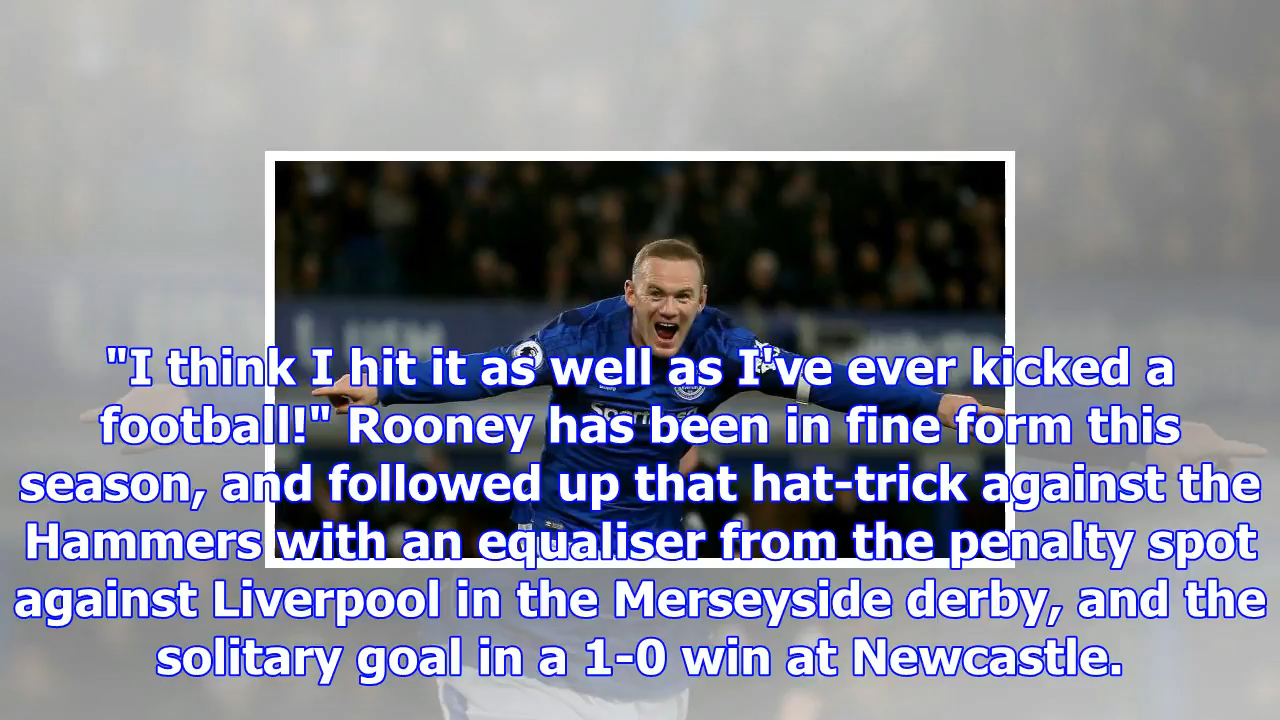 "I think I hit it as well as I've ever kicked a
football!" Rooney has been in fine form this
season, and followed up that hat-trick against the
Hammers with an equaliser from the penalty spot
against Liverpool in the Merseyside derby, and the
solitary goal in a 1-0 win at Newcastle.